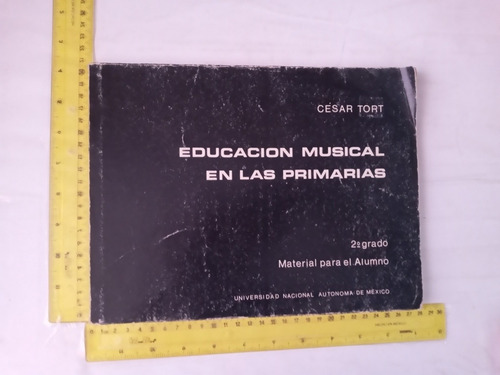 CESAR TORT
EDUCACION MUSICAL
EN LAS PRIMARIAS
2º grado
Material para el Alumno
UNIVERSIDAD NACIONAL AUTONOMA DE MEXICO